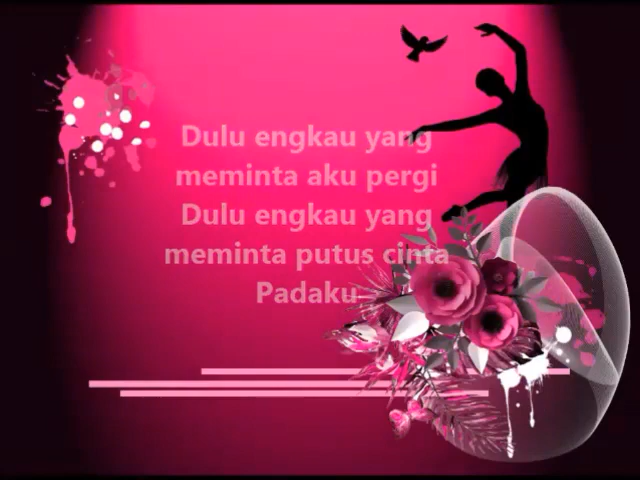 Dulu engkau yang
meminta aku pergi
Dulu engkau yang
meminta putus cinta
Padaku